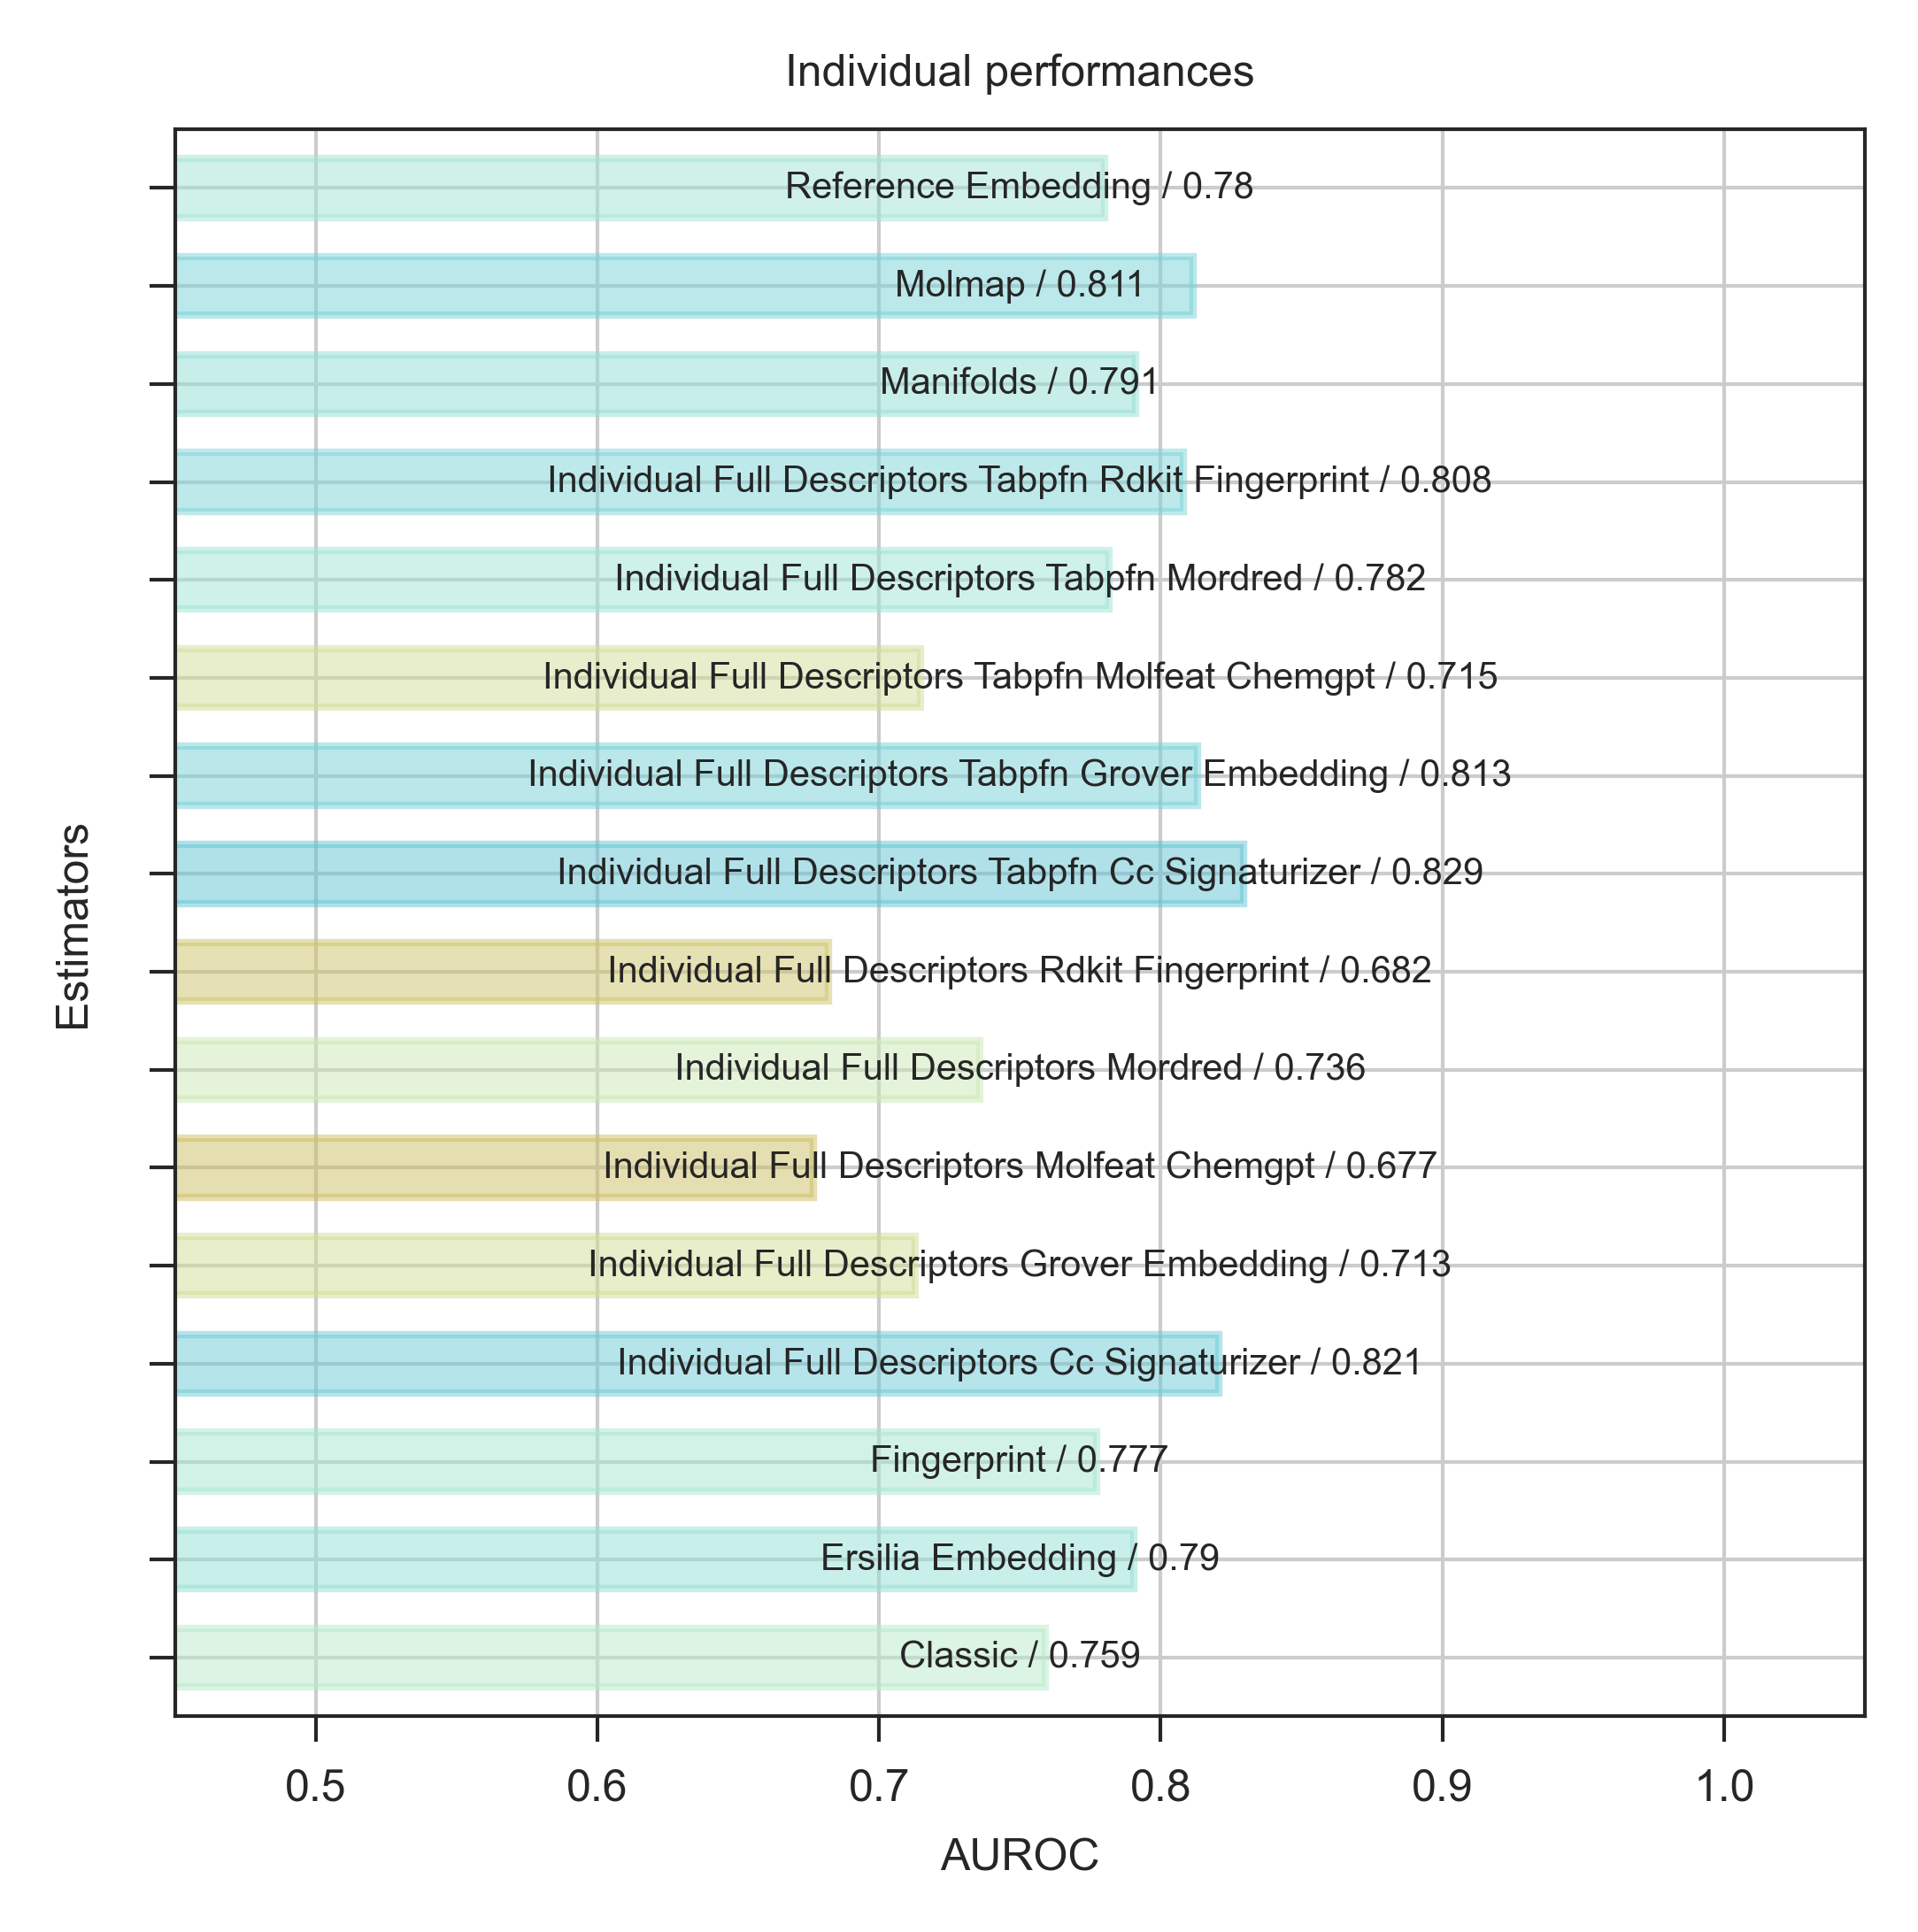 Individual performances
Reference Embedding / 0.78
Molmap / 0.811
Manifolds / 0.791
Individual Full Descriptors Tabpfn Rdkit Fingerprint / 0.808
Individual Full Descriptors Tabpfn Mordred / 0.782
Individual Full Descriptors Tabpfn Molfeat Chemgpt / 0.715
Individual Full Descriptors Tabpfn Grover Embedding / 0.813
Individual Full Descriptors Tabpfn Cc Signaturizer / 0.829
Individual Full Descriptors Rdkit Fingerprint / 0.682
Individual Full Descriptors Mordred / 0.736
Individual Full Descriptors Molfeat Chemgpt / 0.677
Individual Full Descriptors Grover Embedding / 0.713
Individual Full Descriptors Cc Signaturizer / 0.821
Fingerprint / 0.777
Ersilia Embedding / 0.79
Classic / 0.759
Estimators
0.5 0.6 0.7 0.8 0.9 1.0
AUROC